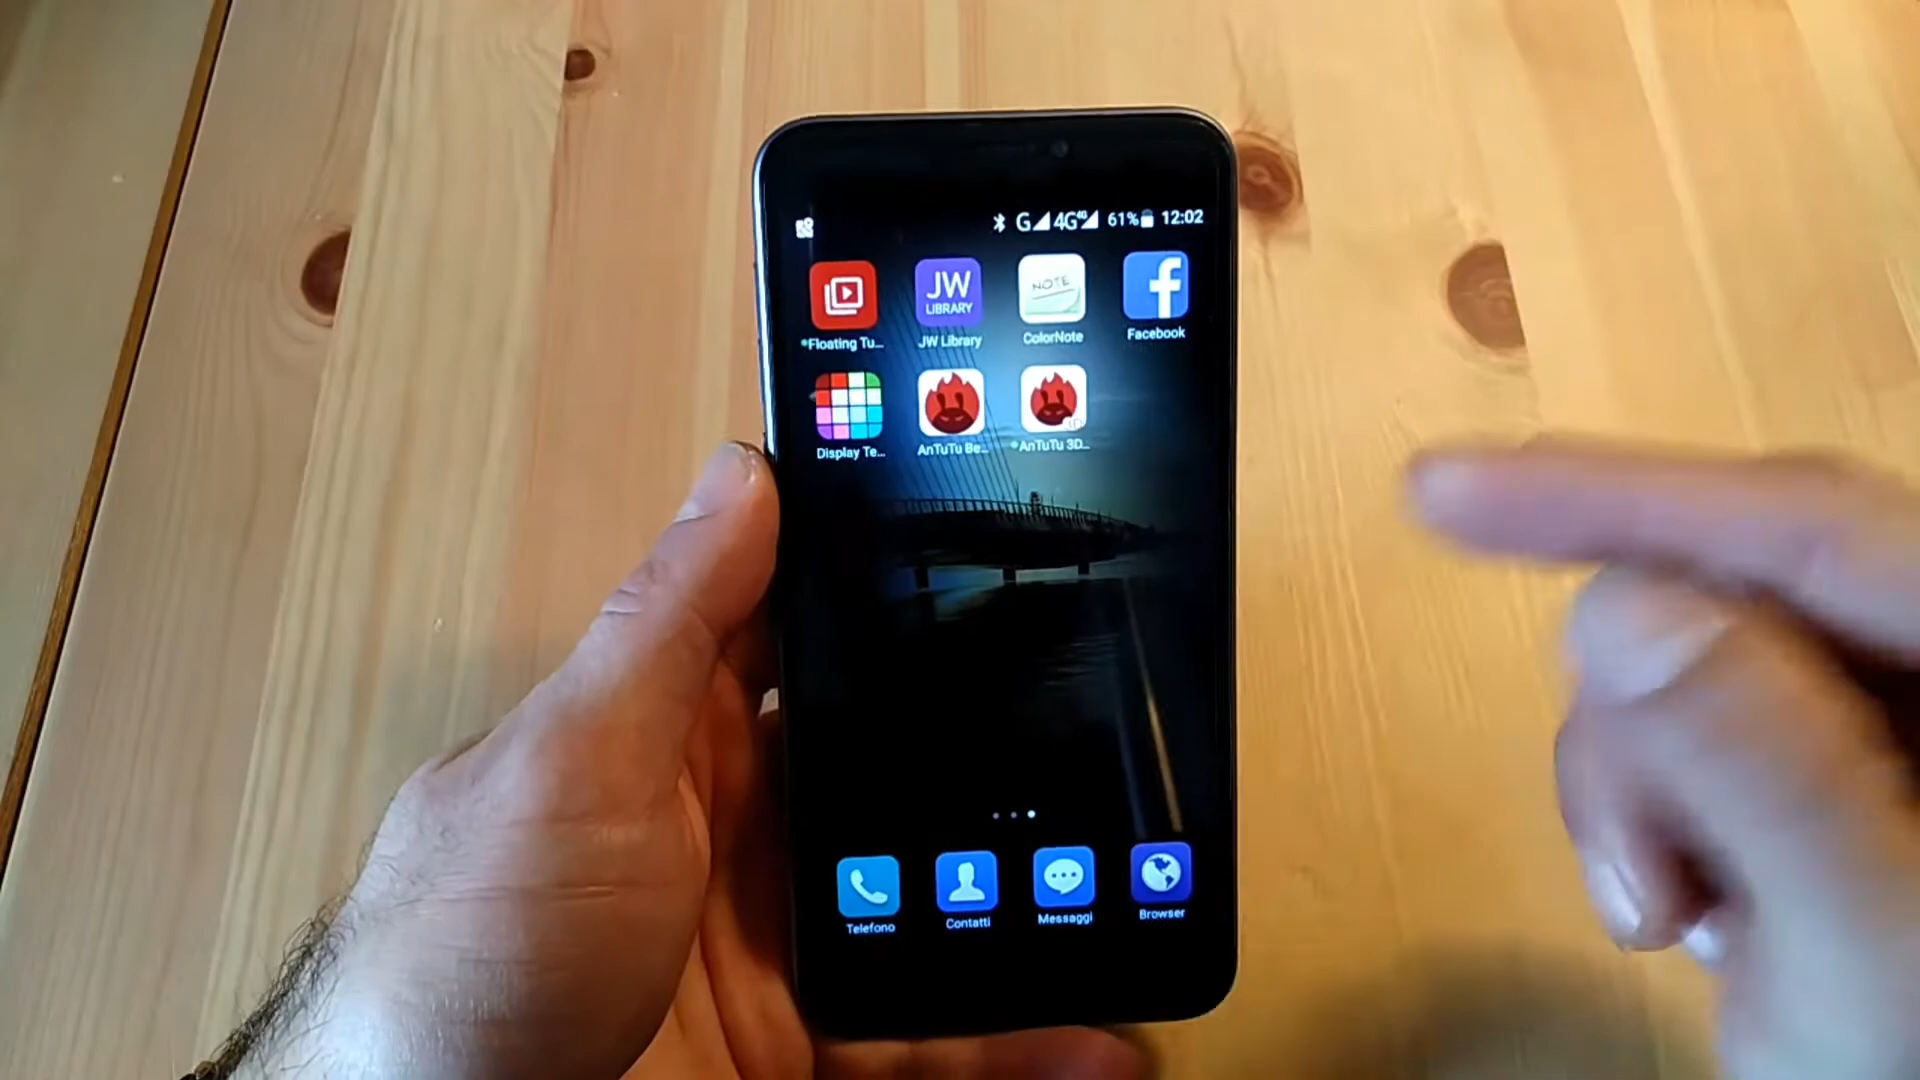 G 4G 4G 61% 12:02
JW
LIBRARY
NOTE
Floating Tu... JW Library ColorNote Facebook
Display Te... AnTuTu Be... AnTuTu 3D...
Telefono Contatti Messaggi Browser